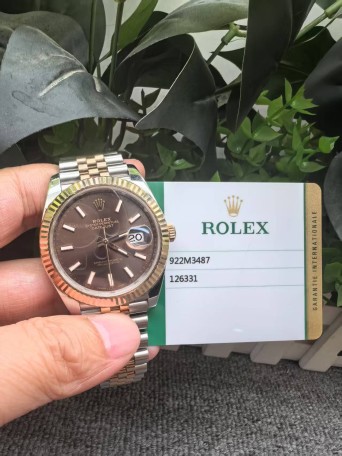 ROLEX
20
ROLEX
922M3487
126331
GARANTIE INTERNATIONALE